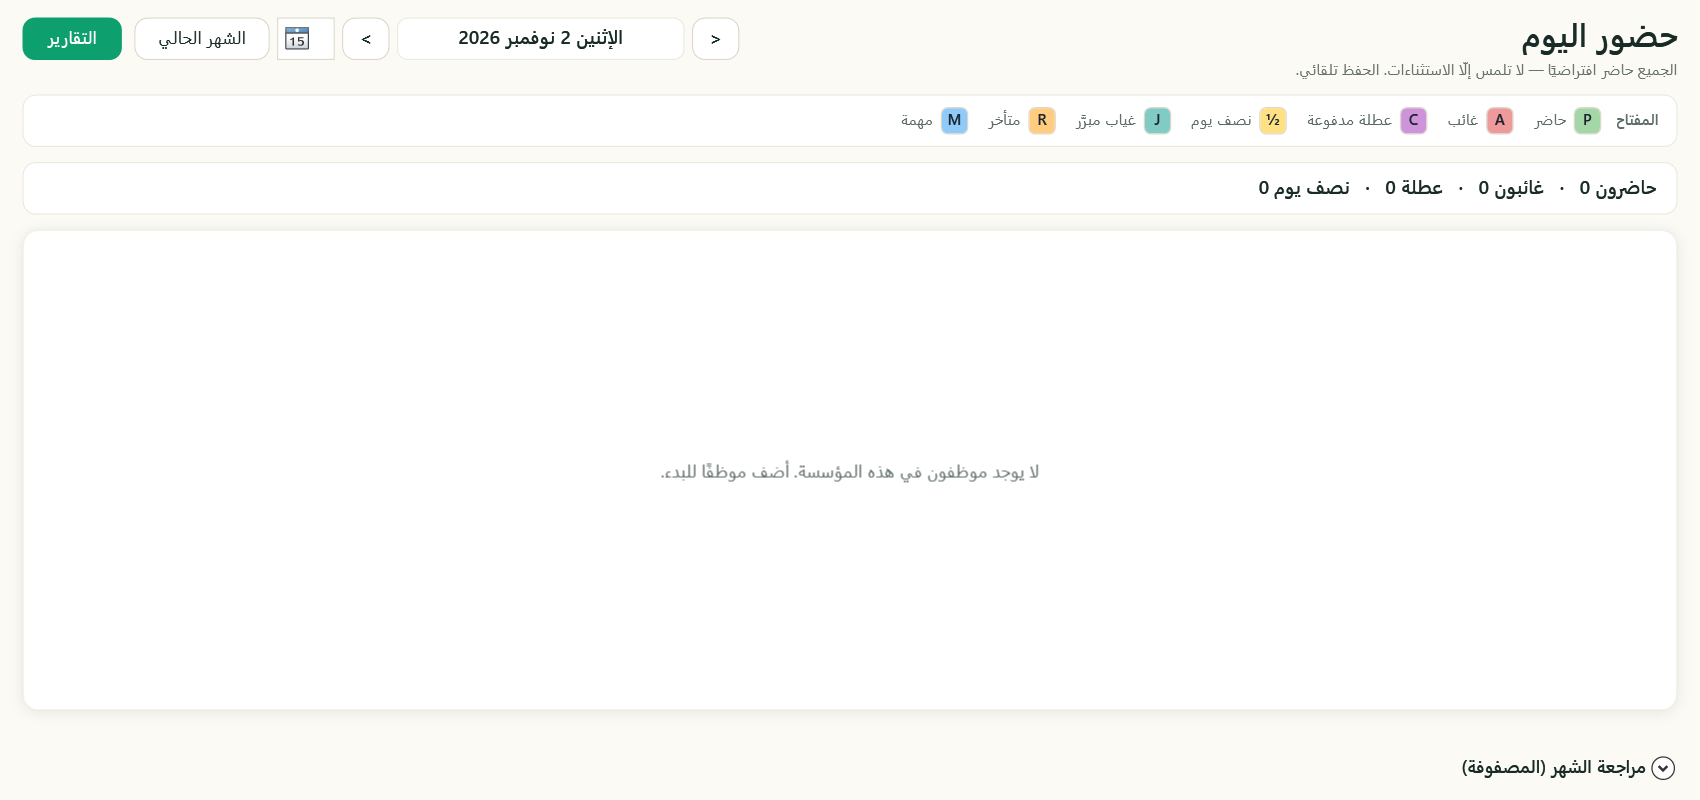 حضور اليوم
الجميع حاضر افتراضيًا — لا تلمس إلّا الاستثناءات. الحفظ تلقائي.
< الإثنين 2 نوفمبر 2026 > 15 الشهر الحالي التقارير
المفتاح P حاضر A غائب C عطلة مدفوعة ½ نصف يوم J غياب مبرَّر R متأخر M مهمة
حاضرون 0 · غائبون 0 · عطلة 0 · نصف يوم 0
لا يوجد موظفون في هذه المؤسسة. أضف موظفًا للبدء.
مراجعة الشهر (المصفوفة)